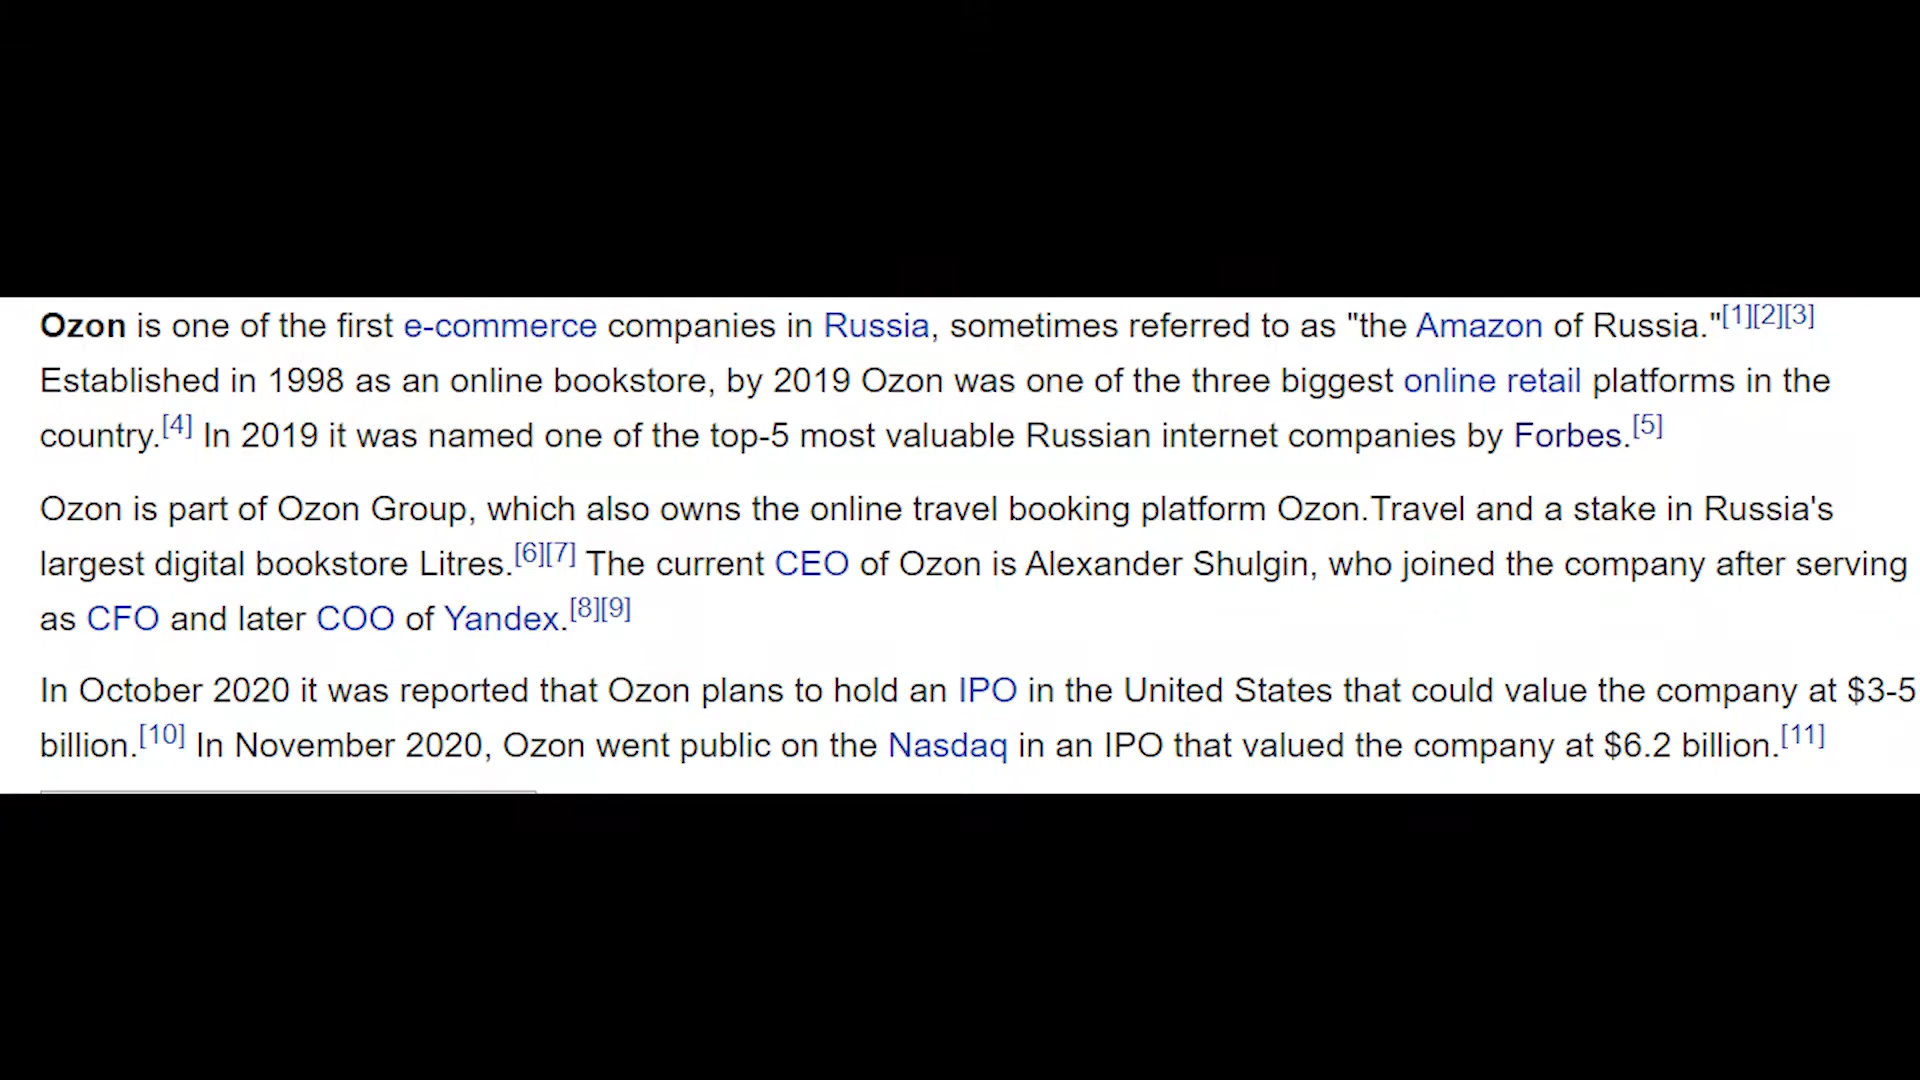 Ozon is one of the first e-commerce companies in Russia, sometimes referred to as "the Amazon of Russia."[1][2][3]
Established in 1998 as an online bookstore, by 2019 Ozon was one of the three biggest online retail platforms in the
country.[4] In 2019 it was named one of the top-5 most valuable Russian internet companies by Forbes.[5]
Ozon is part of Ozon Group, which also owns the online travel booking platform Ozon.Travel and a stake in Russia's
largest digital bookstore Litres.[6][7] The current CEO of Ozon is Alexander Shulgin, who joined the company after serving
as CFO and later COO of Yandex.[8][9]
In October 2020 it was reported that Ozon plans to hold an IPO in the United States that could value the company at $3-5
billion.[10] In November 2020, Ozon went public on the Nasdaq in an IPO that valued the company at $6.2 billion.[11]